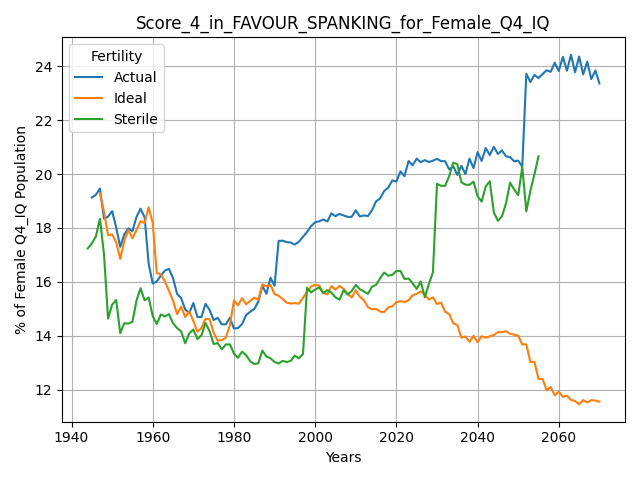 Score_4_in_FAVOUR_SPANKING_for_Female_Q4_IQ
% of Female Q4_IQ Population
24
22
20
18
16
14
12
Fertility
Actual
Ideal
Sterile
1940 1960 1980 2000 2020 2040 2060
Years